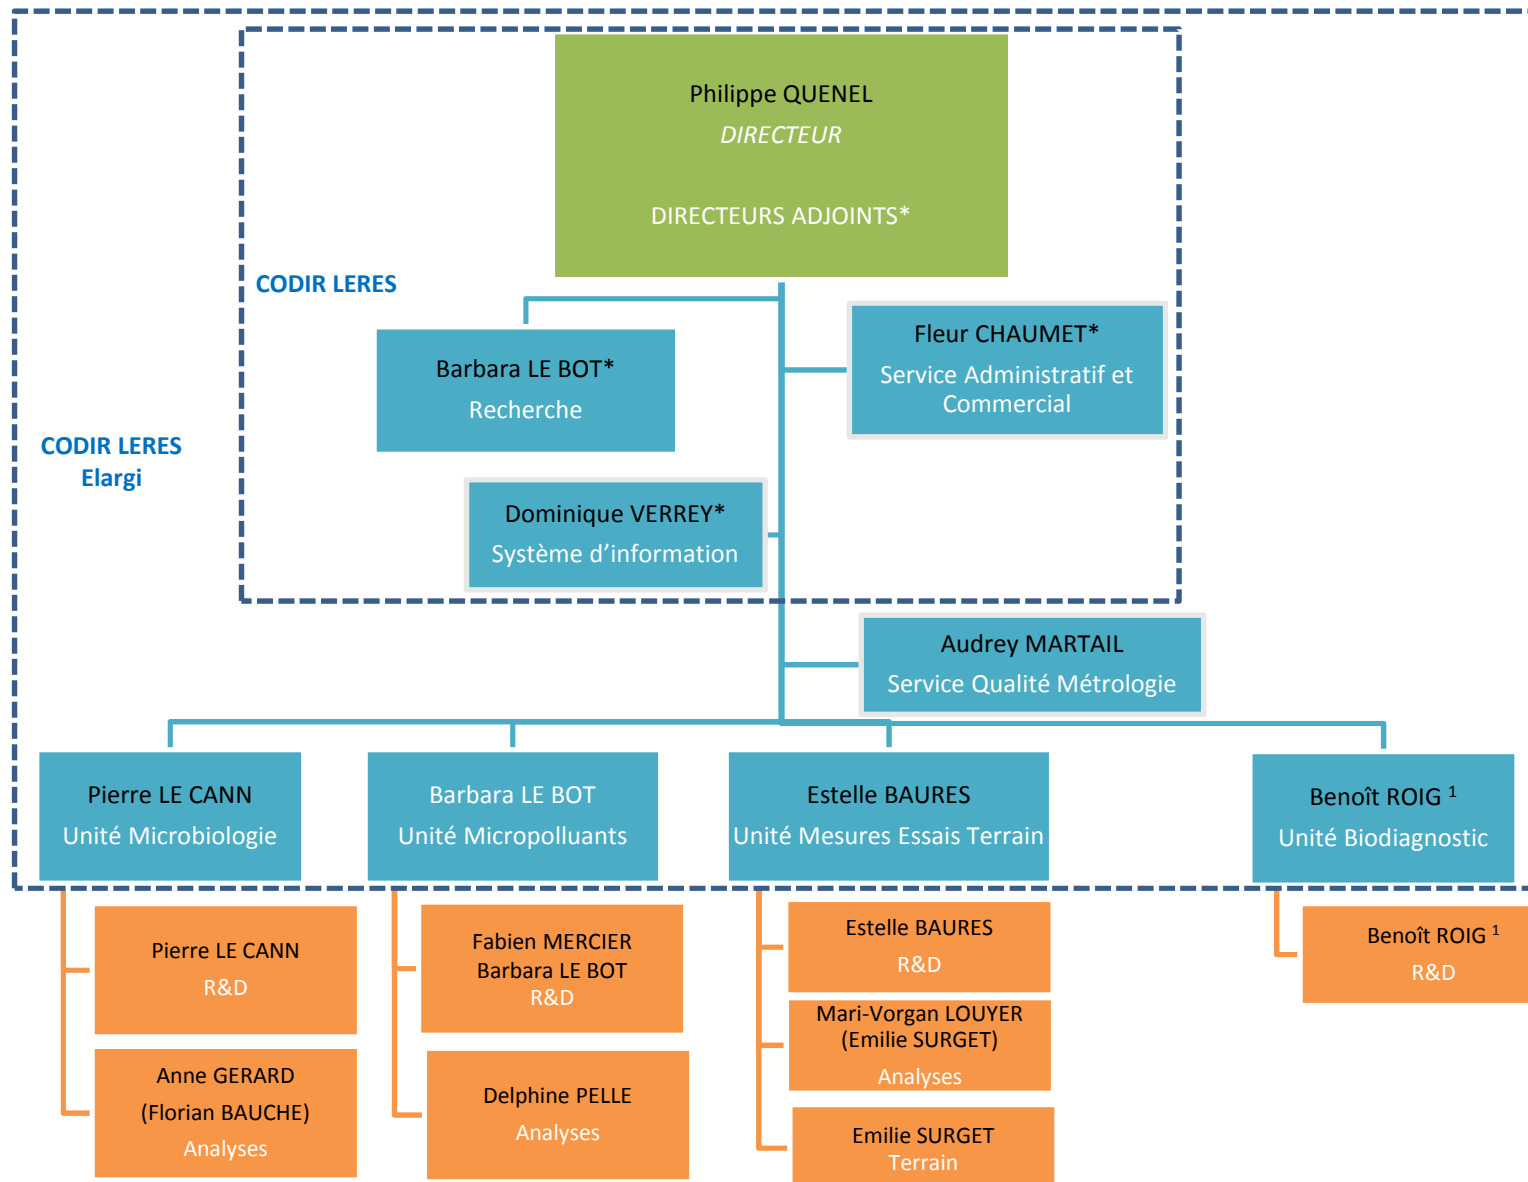 Philippe QUENEL
DIRECTEUR
DIRECTEURS ADJOINTS*
CODIR LERES
Barbara LE BOT*
Recherche
Fleur CHAUMET*
Service Administratif et
Commercial
CODIR LERES
Elargi
Dominique VERREY*
Système d’information
Audrey MARTAIL
Service Qualité Métrologie
Pierre LE CANN
Unité Microbiologie
Barbara LE BOT
Unité Micropolluants
Estelle BAURES
Unité Mesures Essais Terrain
Benoît ROIG ¹
Unité Biodiagnostic
Pierre LE CANN
R&D
Anne GERARD
(Florian BAUCHE)
Analyses
Fabien MERCIER
Barbara LE BOT
R&D
Delphine PELLE
Analyses
Estelle BAURES
R&D
Mari-Vorgan LOUYER
(Emilie SURGET)
Analyses
Emilie SURGET
Terrain
Benoît ROIG ¹
R&D